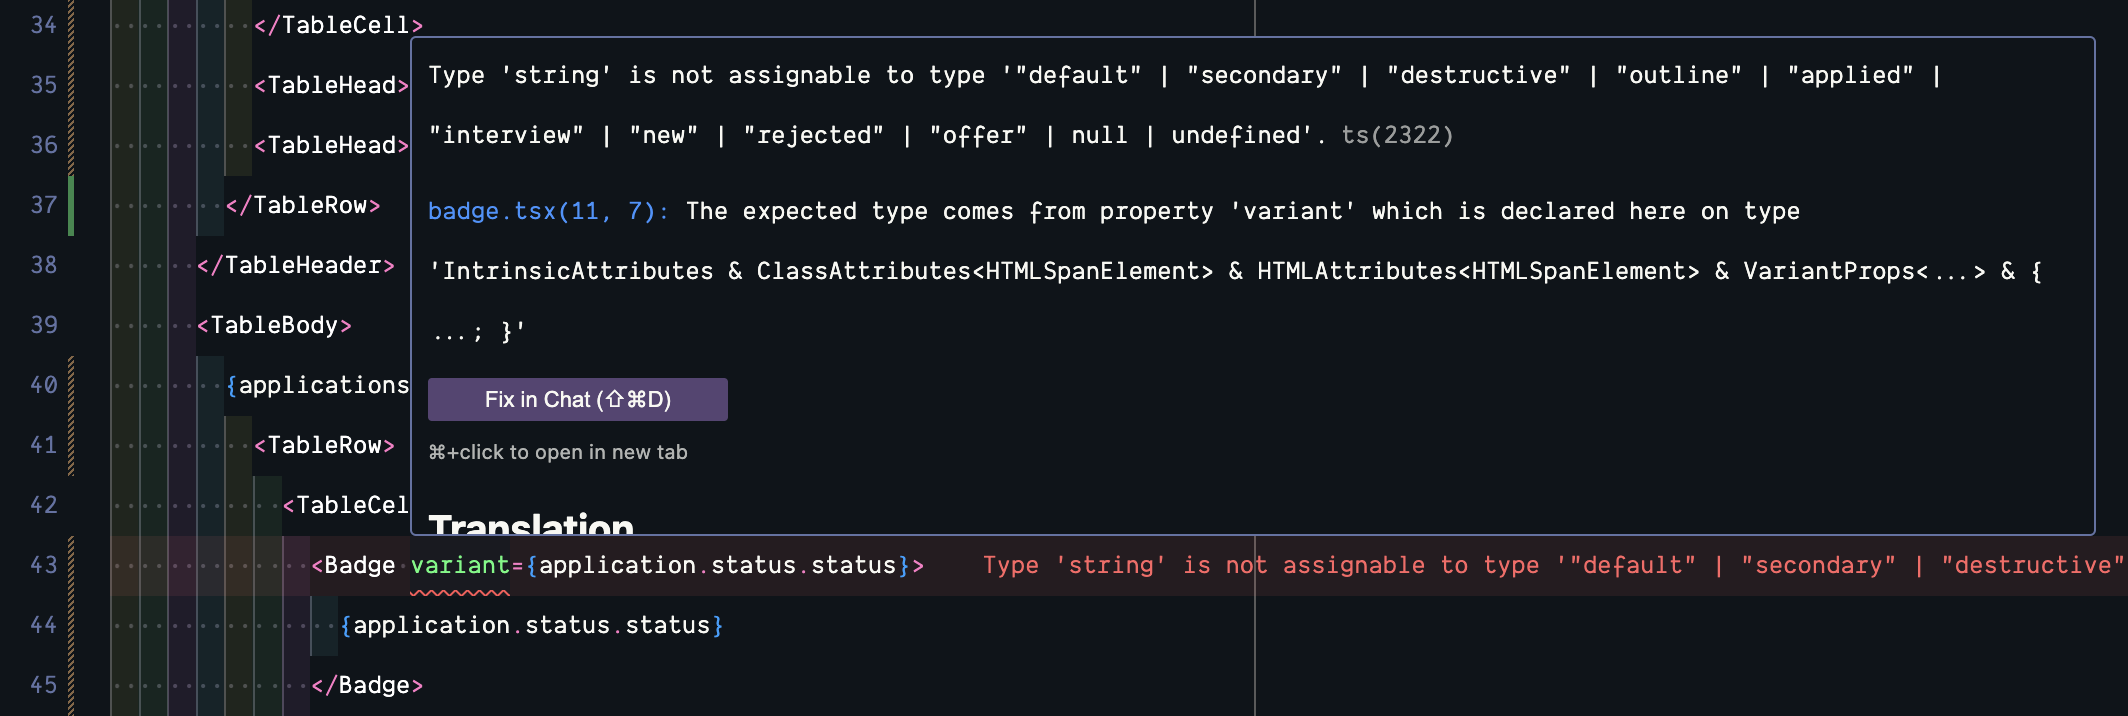 34 </TableCell>
Type 'string' is not assignable to type '"default" | "secondary" | "destructive" | "outline" | "applied" |
35 <TableHead>
"interview" | "new" | "rejected" | "offer" | null | undefined'. ts(2322)
36 <TableHead>
badge.tsx(11, 7): The expected type comes from property 'variant' which is declared here on type
37 </TableRow>
'IntrinsicAttributes & ClassAttributes<HTMLSpanElement> & HTMLAttributes<HTMLSpanElement> & VariantProps<...> & {
38 </TableHeader>
...; }'
39 <TableBody>
Fix in Chat (⇧⌘D)
40 {applications
⌘+click to open in new tab
41 <TableRow>
42 <TableCel
Translation
43 <Badge variant={application.status.status}> Type 'string' is not assignable to type '"default" | "secondary" | "destructive"
44 {application.status.status}
45 </Badge>